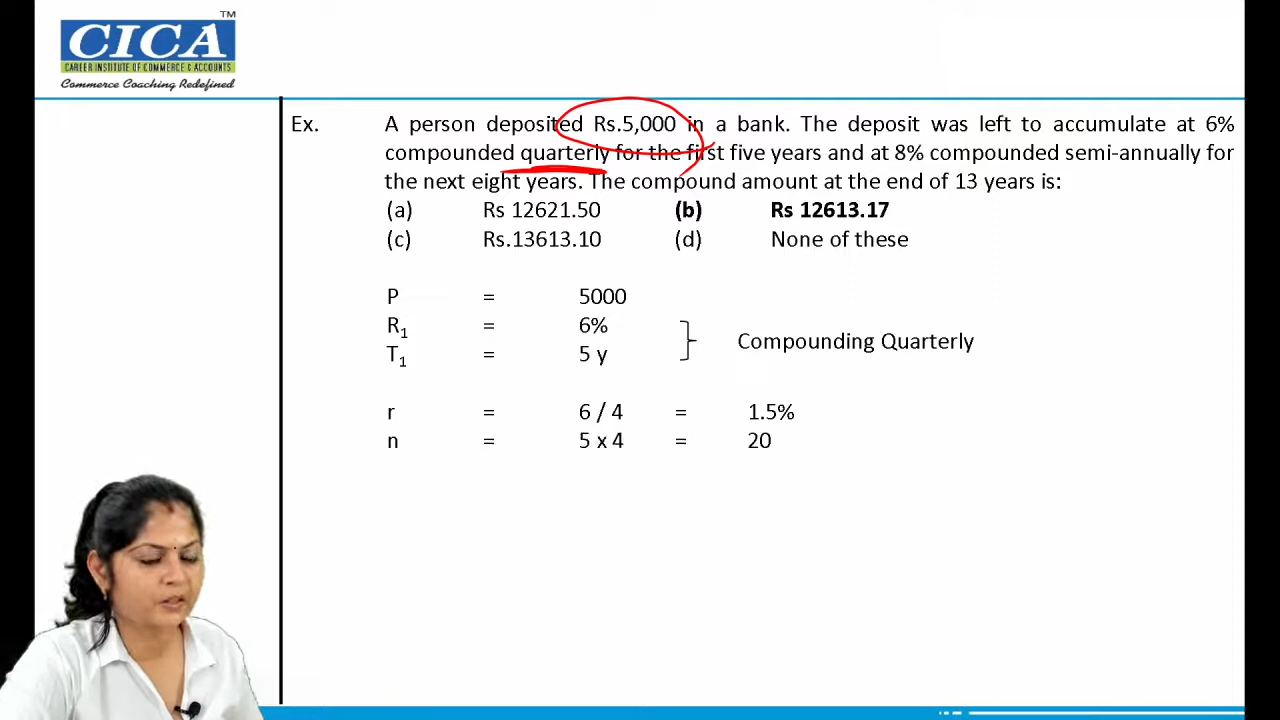 TM
CICA
CAREER INSTITUTE OF COMMERCE & ACCOUNTS
Commerce Coaching Redefined
Ex. A person deposited Rs.5,000 in a bank. The deposit was left to accumulate at 6%
compounded quarterly for the first five years and at 8% compounded semi-annually for
the next eight years. The compound amount at the end of 13 years is:
(a) Rs 12621.50 (b) Rs 12613.17
(c) Rs.13613.10 (d) None of these
P = 5000
R1 = 6%
Compounding Quarterly
T1 = 5 y
r = 6 / 4 = 1.5%
n = 5 x 4 = 20